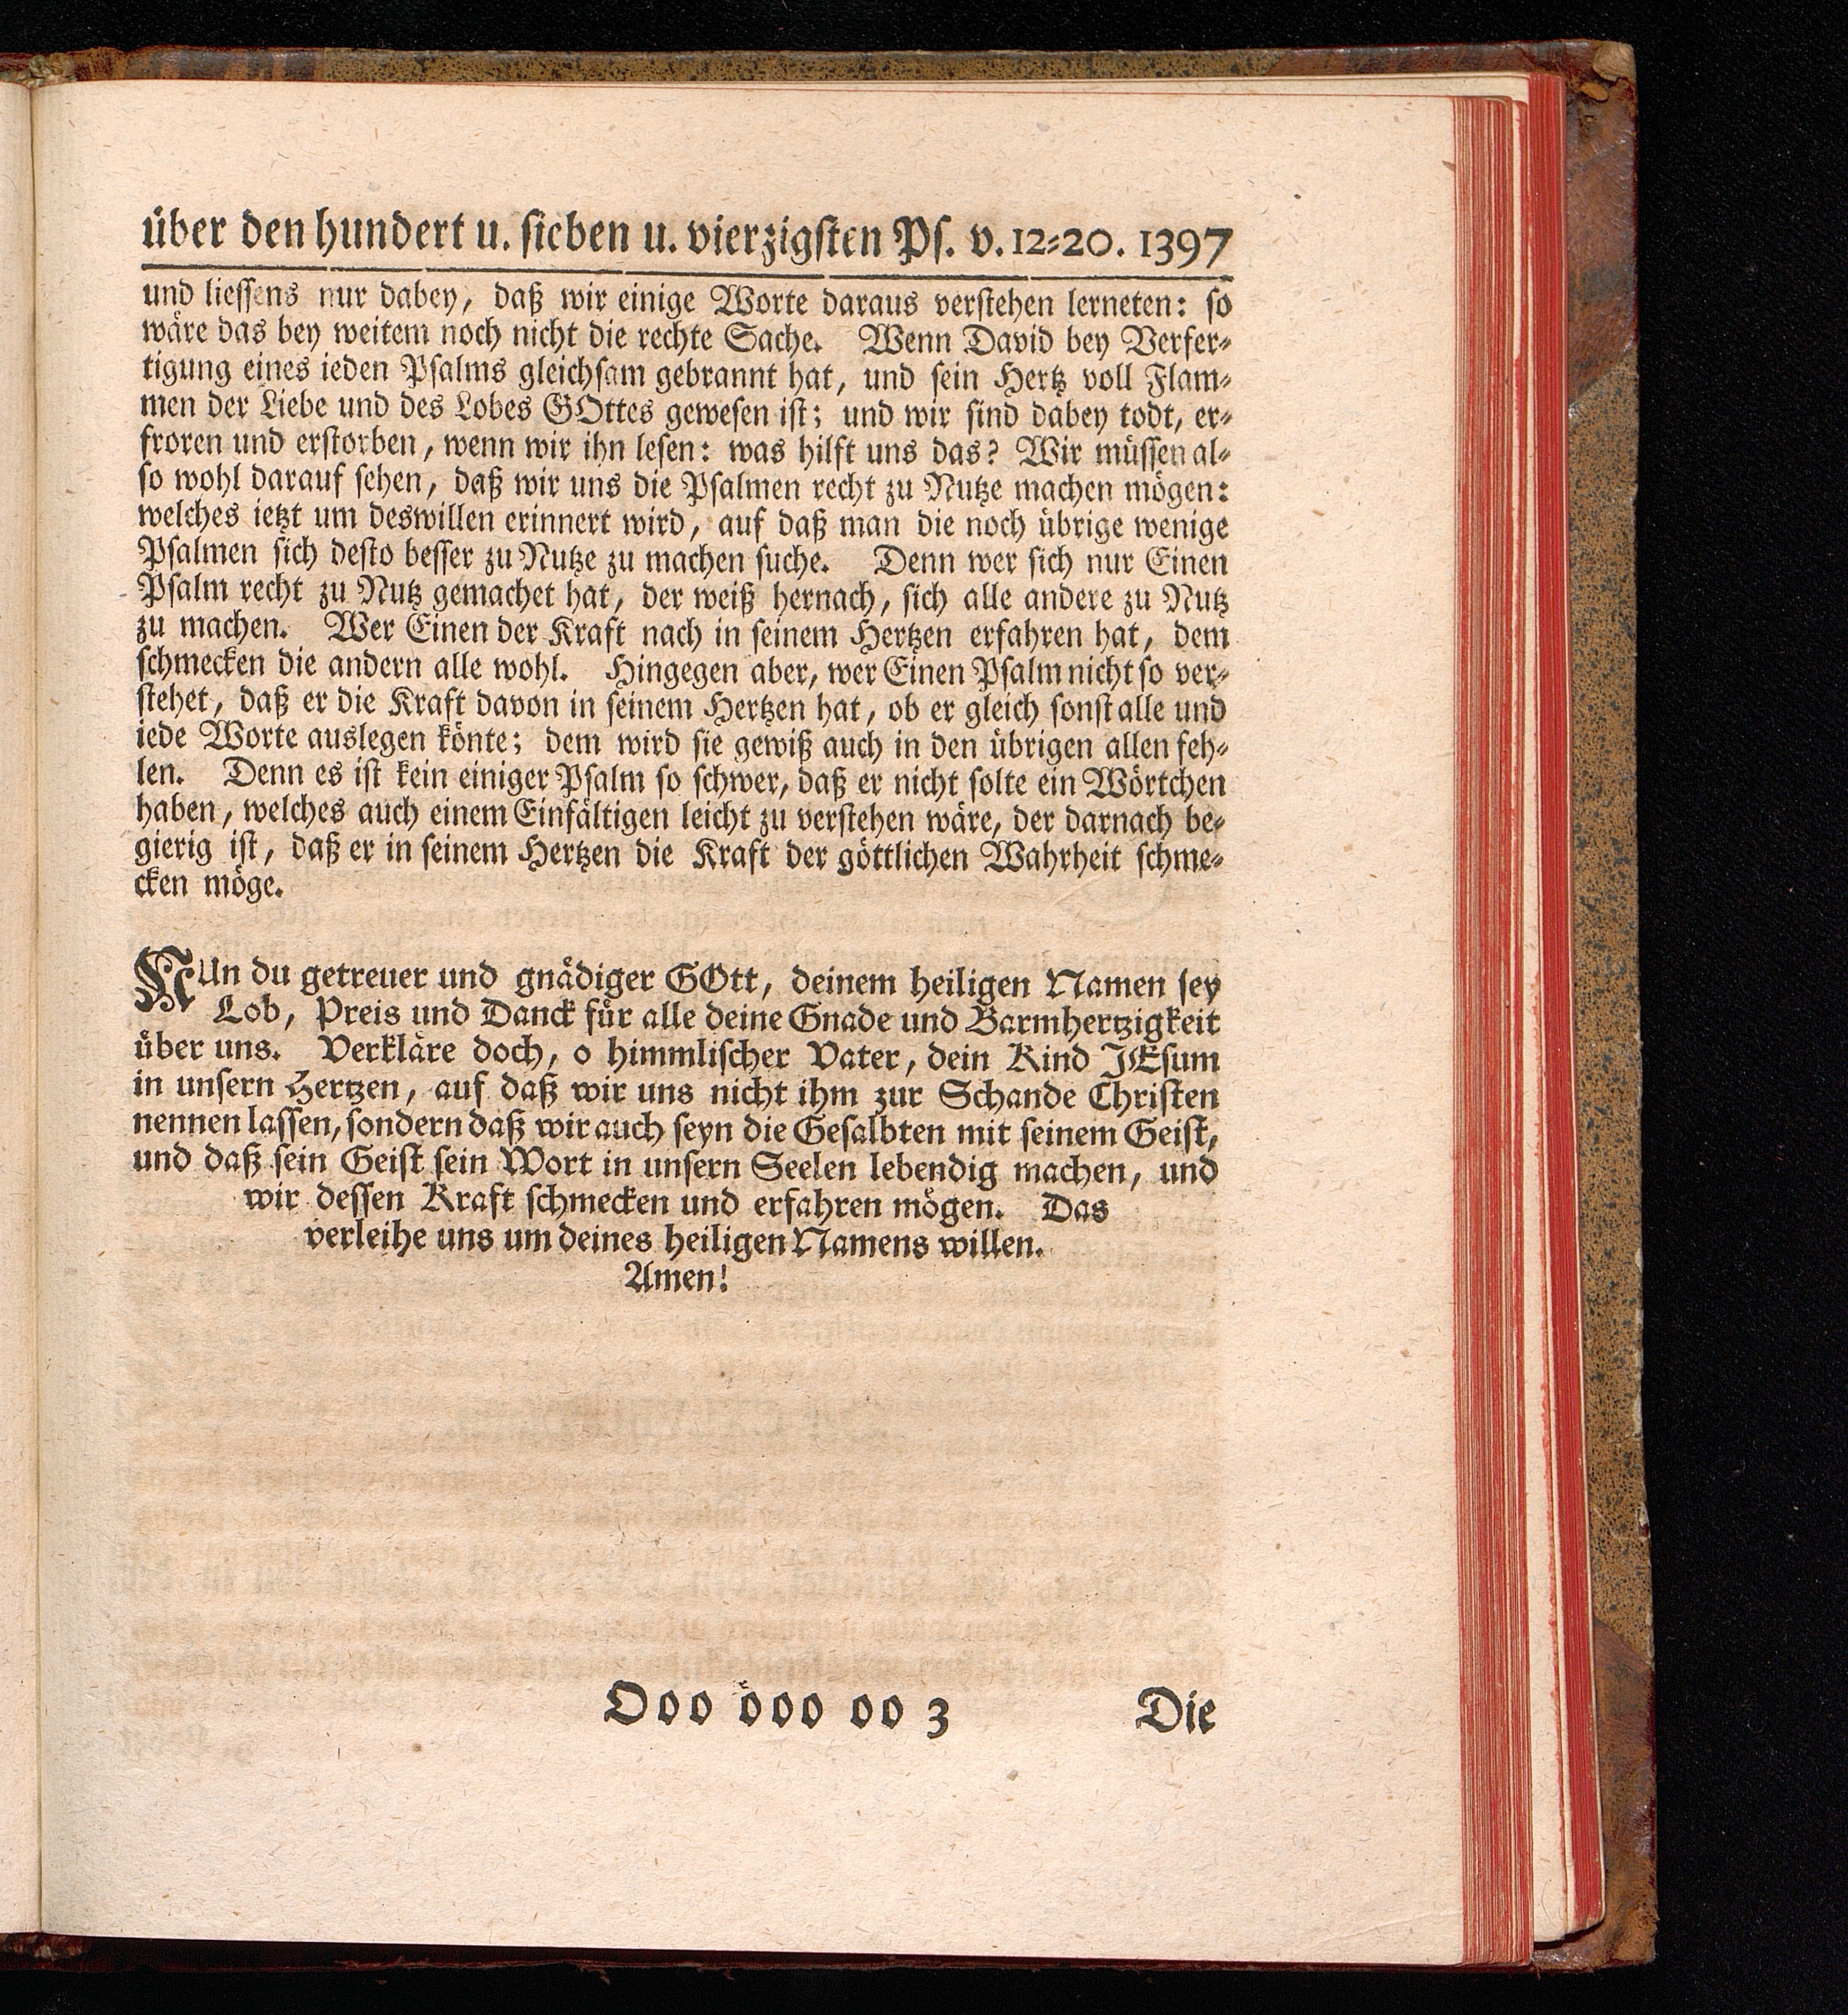 über den hundert u. sieben u. vierzigsten Ps. v. 12-20. 1397
und liessens nur dabey, daß wir einige Worte daraus verstehen lerneten: so
wäre das bey weitem noch nicht die rechte Sache. Wenn David bey Verfer-
tigung eines ieden Psalms gleichsam gebrannt hat, und sein Hertz voll Flam-
men der Liebe und des Lobes GOttes gewesen ist; und wir sind dabey todt, er-
froren und erstorben, wenn wir ihn lesen: was hilft uns das? Wir müssen al-
so wohl darauf sehen, daß wir uns die Psalmen recht zu Nutze machen mögen:
welches ietzt um deswillen erinnert wird, auf daß man die noch übrige wenige
Psalmen sich desto besser zu Nutze zu machen suche. Denn wer sich nur Einen
Psalm recht zu Nutz gemachet hat, der weiß hernach, sich alle andere zu Nutz
zu machen. Wer Einen der Kraft nach in seinem Hertzen erfahren hat, dem
schmecken die andern alle wohl. Hingegen aber, wer Einen Psalm nicht so ver-
stehet, daß er die Kraft davon in seinem Hertzen hat, ob er gleich sonst alle und
iede Worte auslegen könte; dem wird sie gewiß auch in den übrigen allen feh-
len. Denn es ist kein einiger Psalm so schwer, daß er nicht solte ein Wörtchen
haben, welches auch einem Einfältigen leicht zu verstehen wäre, der darnach be-
gierig ist, daß er in seinem Hertzen die Kraft der göttlichen Wahrheit schme-
cken möge.
NUn du getreuer und gnädiger GOtt, deinem heiligen Namen sey
Lob, Preis und Danck für alle deine Gnade und Barmhertzigkeit
über uns. Verkläre doch, o himmlischer Vater, dein Kind JEsum
in unsern Hertzen, auf daß wir uns nicht ihm zur Schande Christen
nennen lassen, sondern daß wir auch seyn die Gesalbten mit seinem Geist,
und daß sein Geist sein Wort in unsern Seelen lebendig machen, und
wir dessen Kraft schmecken und erfahren mögen. Das
verleihe uns um deines heiligen Namens willen.
Amen!
Ooo ooo oo 3 Die